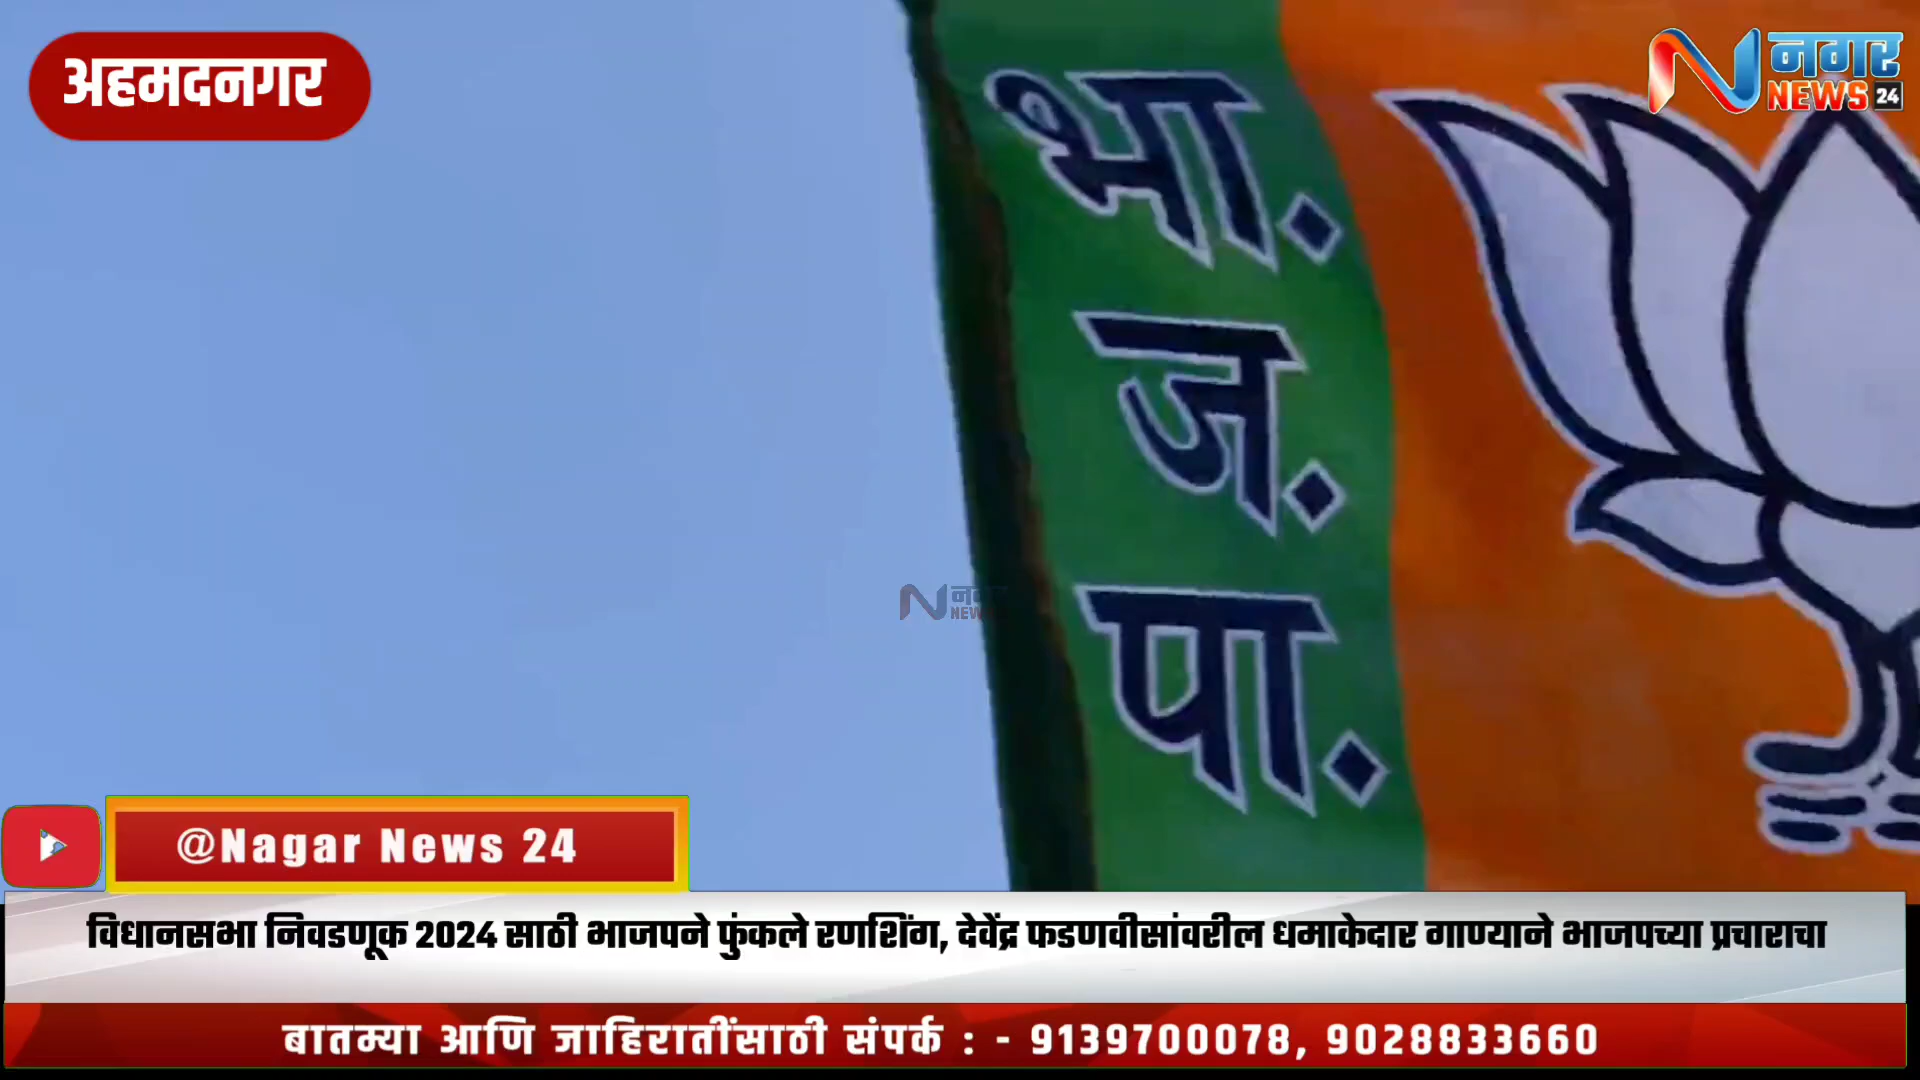 अहमदनगर
नगर
NEWS 24
भा.
ज.
पा.
@Nagar News 24
विधानसभा निवडणूक 2024 साठी भाजपने फुंकले रणशिंग, देवेंद्र फडणवीसांवरील धमाकेदार गाण्याने भाजपच्या प्रचाराचा
बातम्या आणि जाहिरातींसाठी संपर्क : - 9139700078, 9028833660